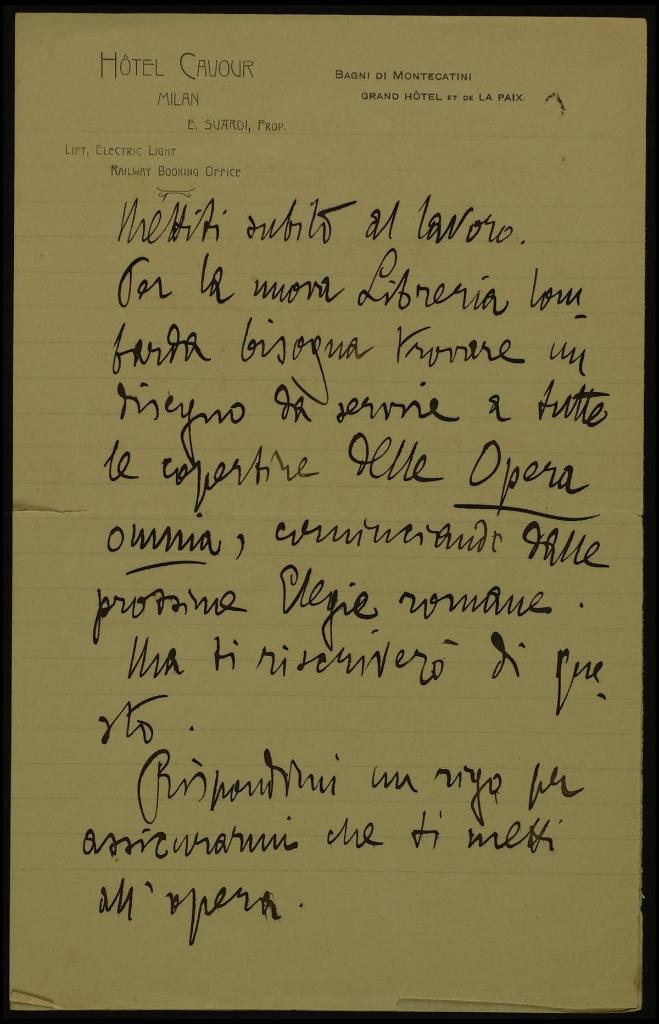 HÔTEL CAVOUR
MILAN
E. SUARDI, PROP.
LIFT, ELECTRIC LIGHT
RAILWAY BOOKING OFFICE
BAGNI DI MONTECATINI
GRAND HÔTEL ET DE LA PAIX
Mettiti subito al lavoro.
Per la nuova Libreria lom-
barda bisogna trovare un
disegno da servire a tutte
le copertine delle Opera
omnia, cominciando dalle
prossime Elegie romane.
Ma ti riscriverò di que-
sto.
Rispondimi un rigo per
assicurarmi che ti metti
all'opera.